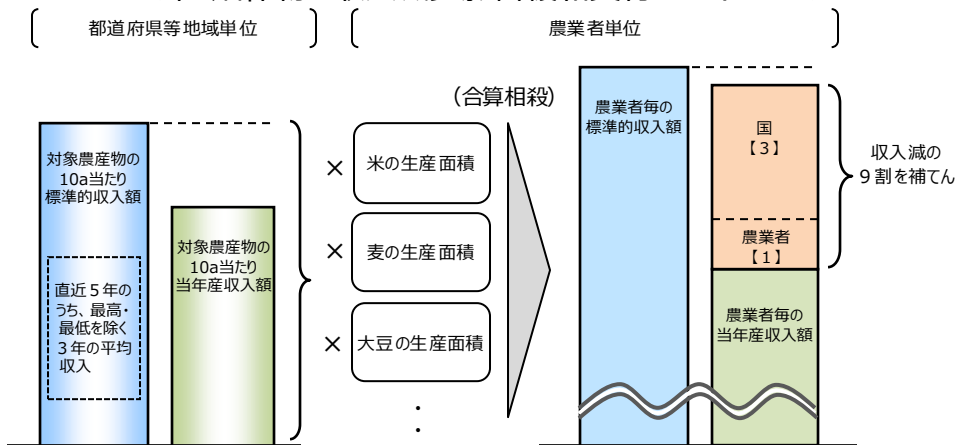 都道府県等地域単位
農業者単位
(合算相殺)
対象農産物の
10a当たり
標準的収入額
直近５年の
うち、最高・
最低を除く
３年の平均
収入
対象農産物の
10a当たり
当年産収入額
× 米の生産面積
× 麦の生産面積
× 大豆の生産面積
・
・
農業者毎の
標準的収入額
国
【３】
農業者
【１】
農業者毎の
当年産収入額
収入減の
９割を補てん